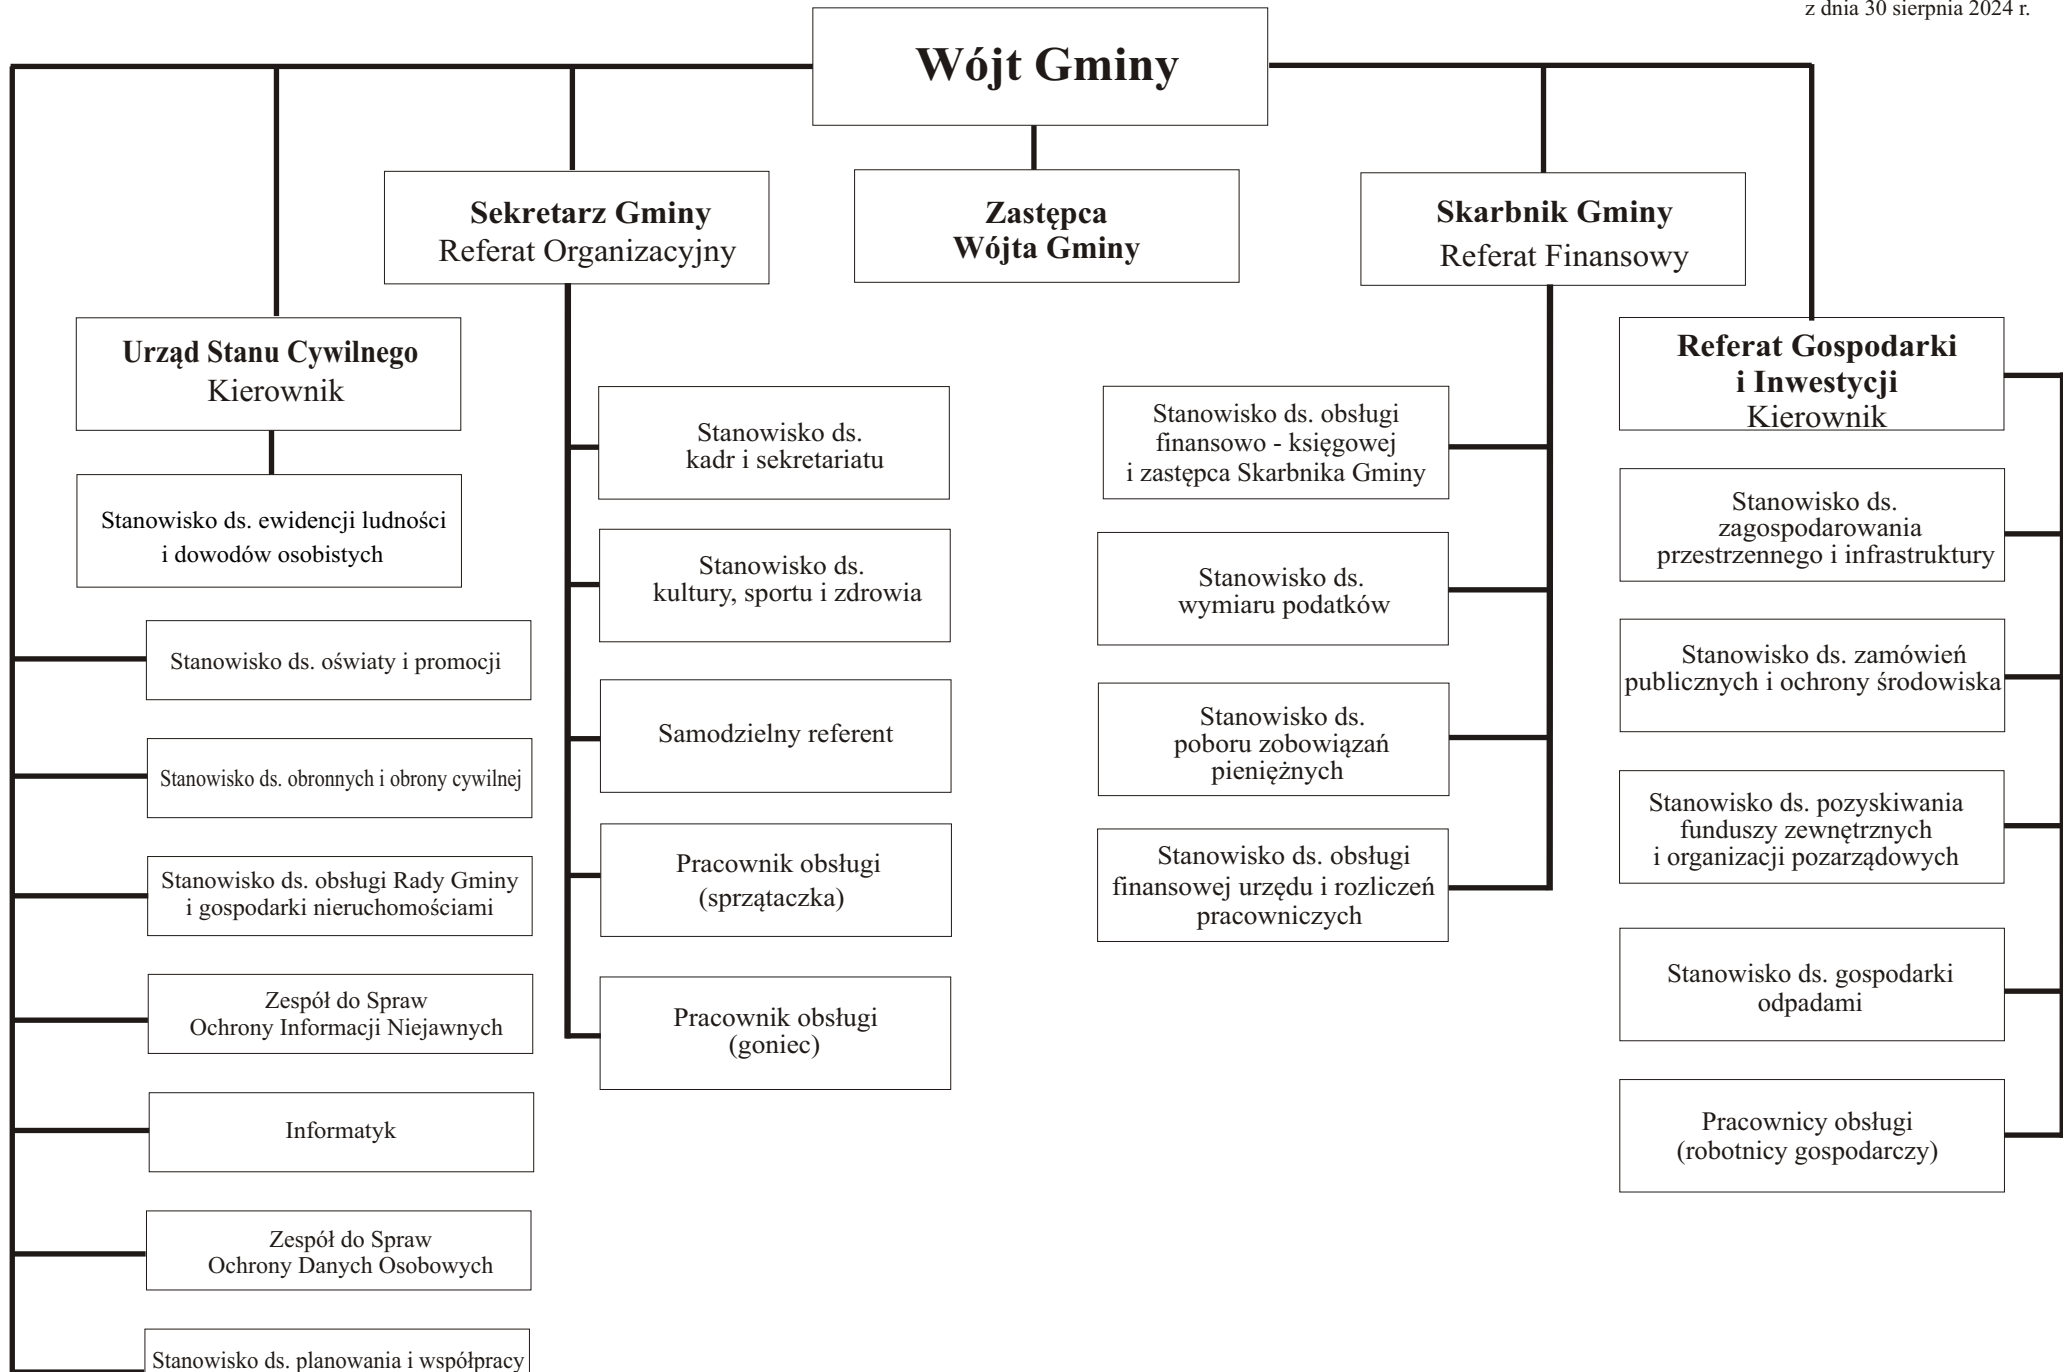 z dnia 30 sierpnia 2024 r.
Wójt Gminy
Sekretarz Gminy
Referat Organizacyjny
Zastępca
Wójta Gminy
Skarbnik Gminy
Referat Finansowy
Urząd Stanu Cywilnego
Kierownik
Referat Gospodarki
i Inwestycji
Kierownik
Stanowisko ds. ewidencji ludności
i dowodów osobistych
Stanowisko ds. oświaty i promocji
Stanowisko ds. obronnych i obrony cywilnej
Stanowisko ds. obsługi Rady Gminy
i gospodarki nieruchomościami
Zespół do Spraw
Ochrony Informacji Niejawnych
Informatyk
Zespół do Spraw
Ochrony Danych Osobowych
Stanowisko ds. planowania i współpracy
Stanowisko ds.
kadr i sekretariatu
Stanowisko ds.
kultury, sportu i zdrowia
Samodzielny referent
Pracownik obsługi
(sprzątaczka)
Pracownik obsługi
(goniec)
Stanowisko ds. obsługi
finansowo - księgowej
i zastępca Skarbnika Gminy
Stanowisko ds.
wymiaru podatków
Stanowisko ds.
poboru zobowiązań
pieniężnych
Stanowisko ds. obsługi
finansowej urzędu i rozliczeń
pracowniczych
Stanowisko ds.
zagospodarowania
przestrzennego i infrastruktury
Stanowisko ds. zamówień
publicznych i ochrony środowiska
Stanowisko ds. pozyskiwania
funduszy zewnętrznych
i organizacji pozarządowych
Stanowisko ds. gospodarki
odpadami
Pracownicy obsługi
(robotnicy gospodarczy)